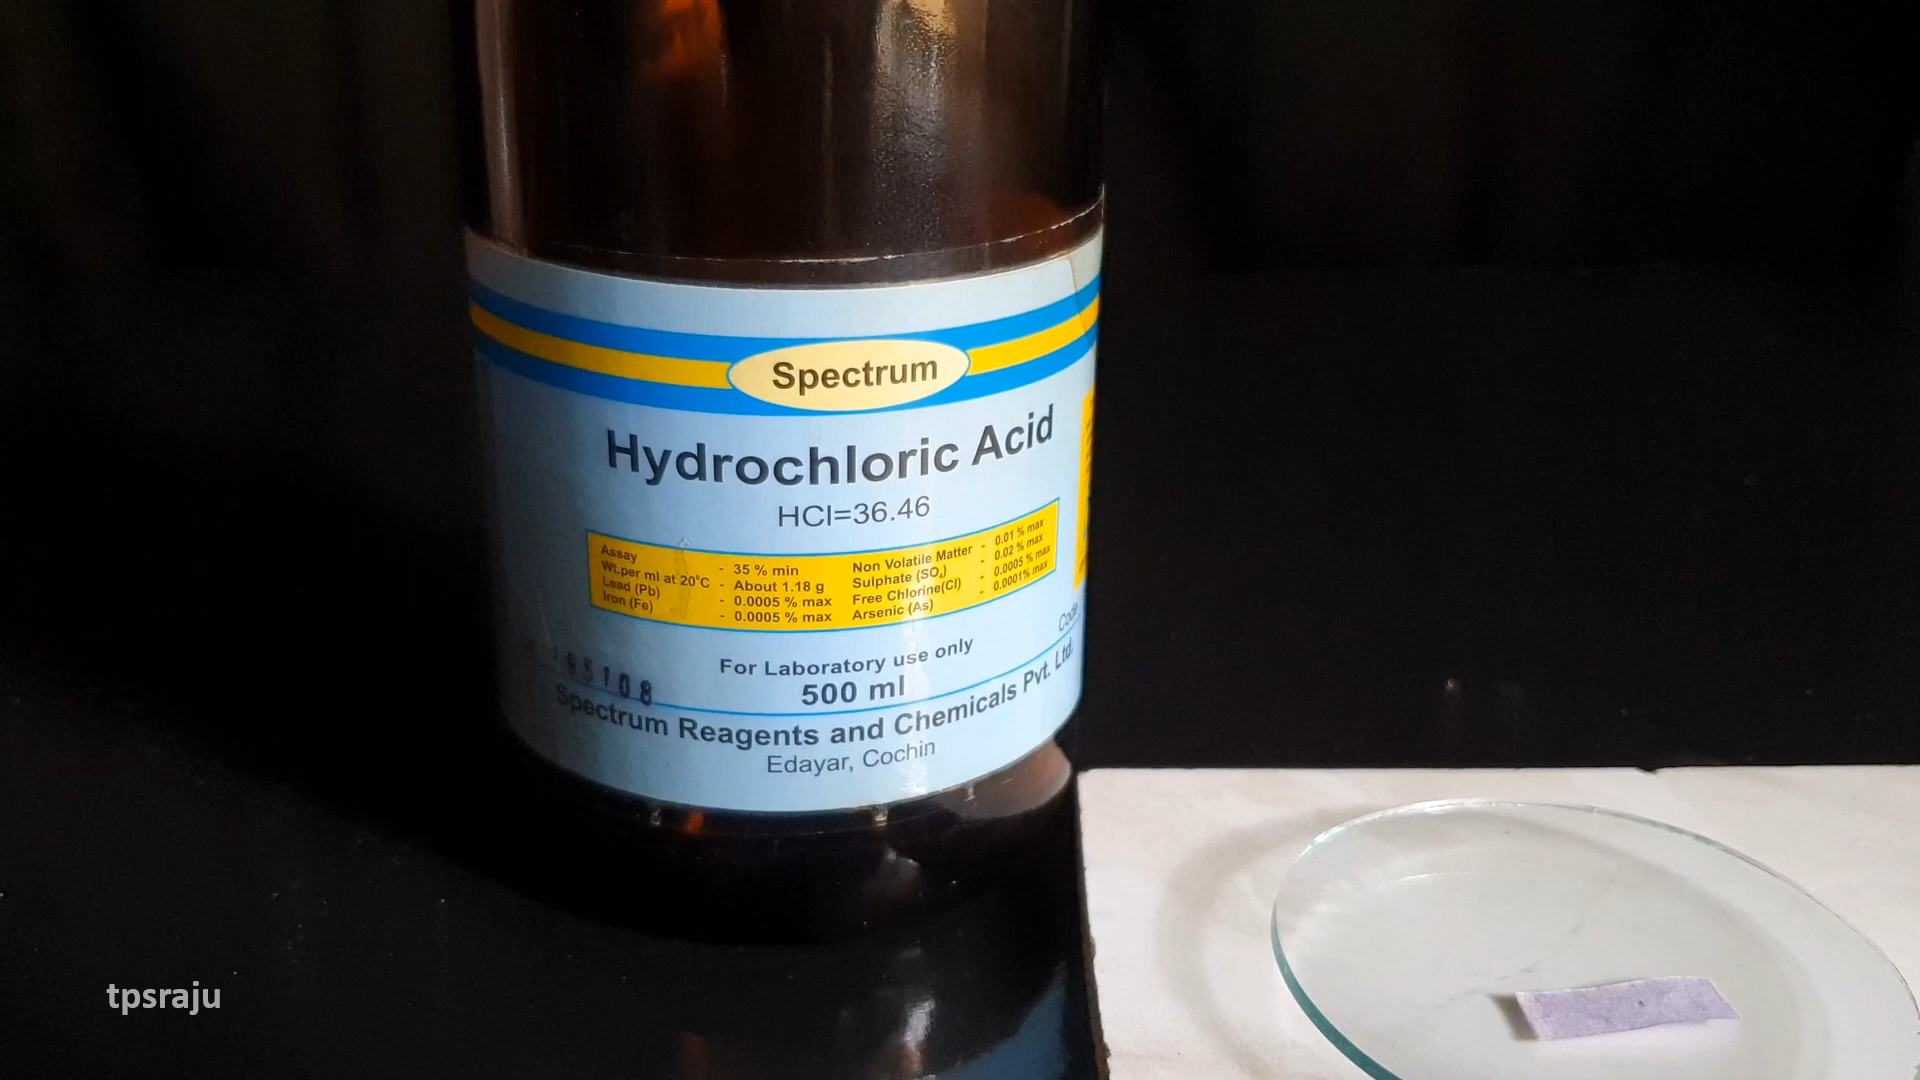 Spectrum
Hydrochloric Acid
HCl=36.46
Assay - 35 % min
Wt.per ml at 20°C - About 1.18 g
Lead (Pb) - 0.0005 % max
Iron (Fe) - 0.0005 % max
Non Volatile Matter - 0.01 % max
Sulphate (SO₄) - 0.02 % max
Free Chlorine(Cl) - 0.0005 % max
Arsenic (As) - 0.0001% max
Code
For Laboratory use only
500 ml
Spectrum Reagents and Chemicals Pvt. Ltd.
Edayar, Cochin
tpsraju